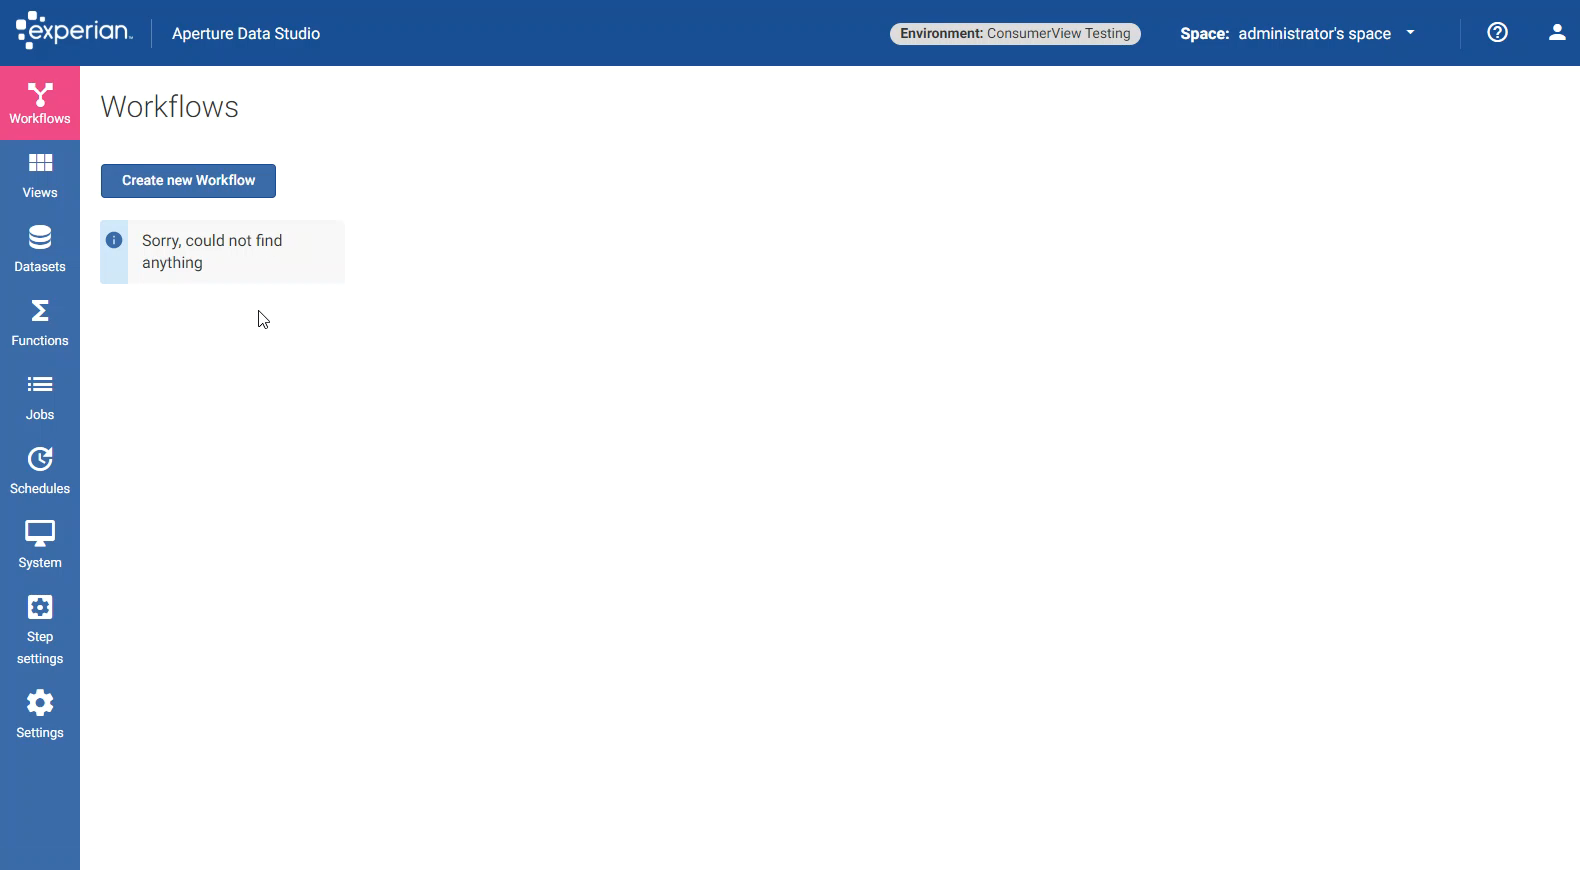 experian™
Aperture Data Studio
Environment: ConsumerView Testing
Space: administrator's space
Workflows
Views
Datasets
Functions
Jobs
Schedules
System
Step
settings
Settings
Workflows
Create new Workflow
Sorry, could not find
anything